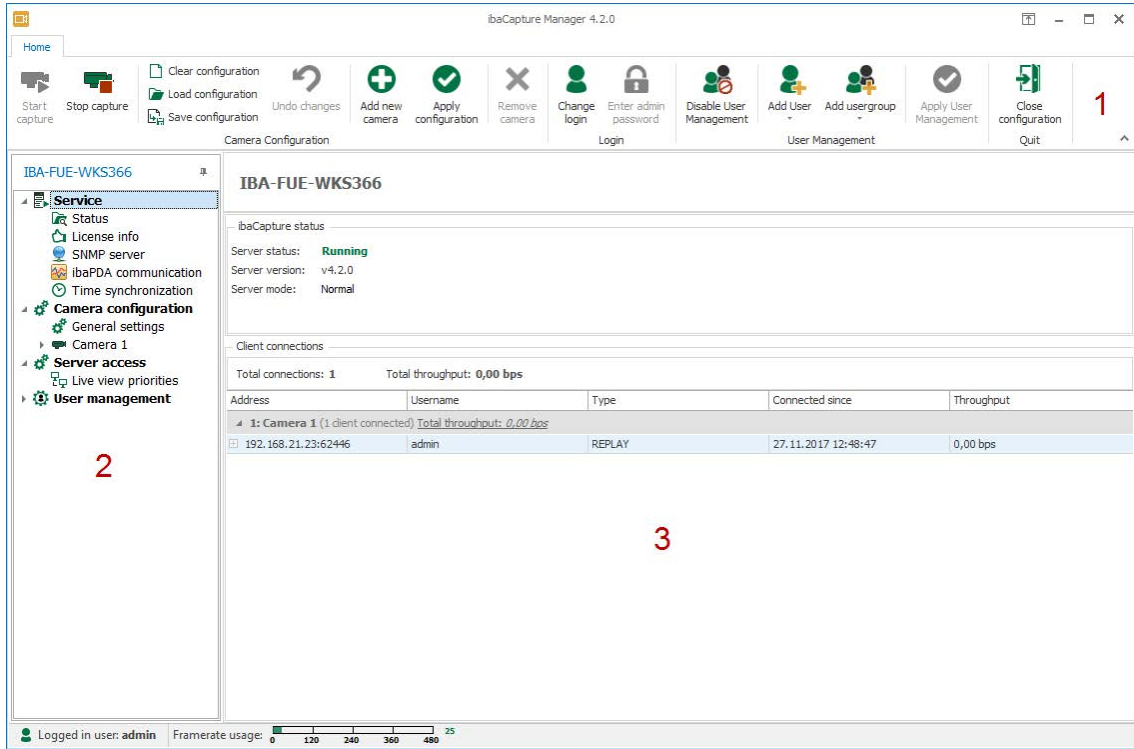 ibaCapture Manager 4.2.0
Home
Start capture
Stop capture
Clear configuration
Load configuration
Save configuration
Undo changes
Add new camera
Apply configuration
Remove camera
Change login
Enter admin password
Disable User Management
Add User
Add usergroup
Apply User Management
Close configuration
1
Camera Configuration
Login
User Management
Quit
IBA-FUE-WKS366
Service
Status
License info
SNMP server
ibaPDA communication
Time synchronization
Camera configuration
General settings
Camera 1
Server access
Live view priorities
User management
2
IBA-FUE-WKS366
ibaCapture status
Server status: Running
Server version: v4.2.0
Server mode: Normal
Client connections
Total connections: 1 Total throughput: 0,00 bps
Address Username Type Connected since Throughput
1: Camera 1 (1 client connected) Total throughput: 0,00 bps
192.168.21.23:62446 admin REPLAY 27.11.2017 12:48:47 0,00 bps
3
Logged in user: admin Framerate usage: 0 120 240 360 480 25